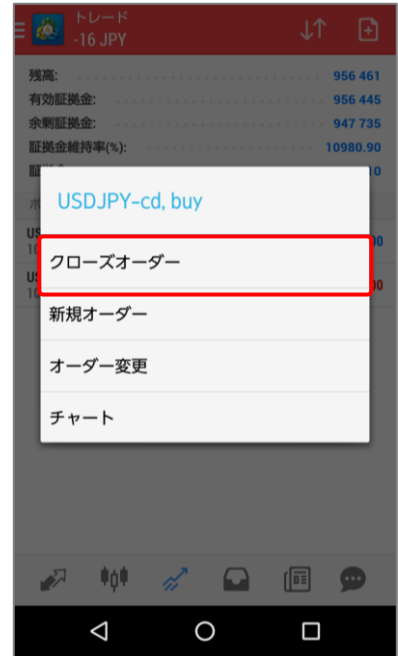 トレード
-16 JPY
残高: 956 461
有効証拠金: 956 445
余剰証拠金: 947 735
証拠金維持率(%): 10980.90
USDJPY-cd, buy
クローズオーダー
新規オーダー
オーダー変更
チャート